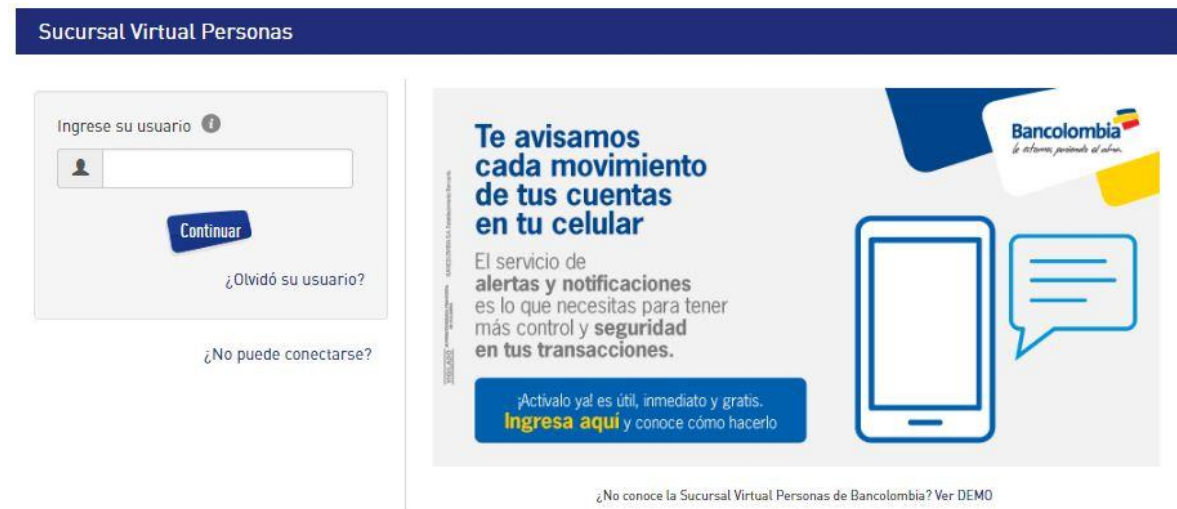 Sucursal Virtual Personas
Ingrese su usuario
Continuar
¿Olvidó su usuario?
¿No puede conectarse?
Te avisamos
cada movimiento
de tus cuentas
en tu celular
El servicio de
alertas y notificaciones
es lo que necesitas para tener
más control y seguridad
en tus transacciones.
¡Actívalo ya! es útil, inmediato y gratis.
Ingresa aquí y conoce cómo hacerlo
Bancolombia
VIGILADO
¿No conoce la Sucursal Virtual Personas de Bancolombia? Ver DEMO